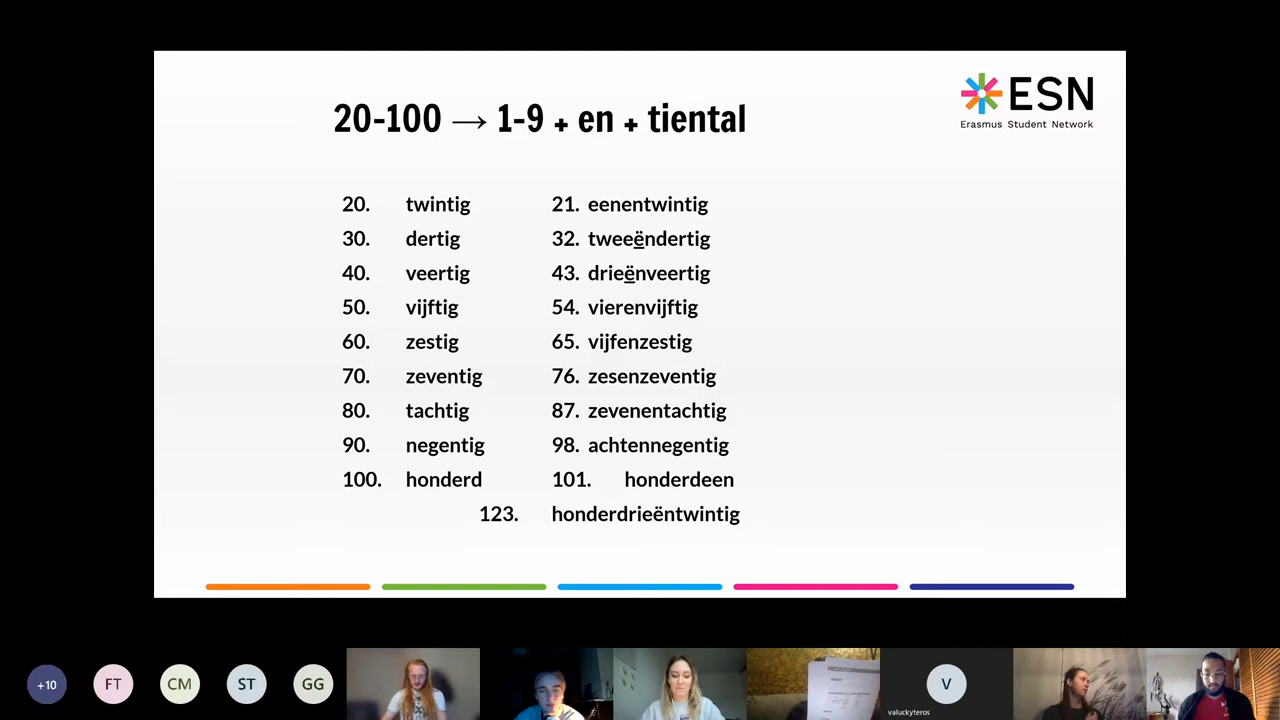 20-100 → 1-9 + en + tiental
ESN
Erasmus Student Network
20. twintig 21. eenentwintig
30. dertig 32. tweeëndertig
40. veertig 43. drieënveertig
50. vijftig 54. vierenvijftig
60. zestig 65. vijfenzestig
70. zeventig 76. zesenzeventig
80. tachtig 87. zevenentachtig
90. negentig 98. achtennegentig
100. honderd 101. honderdeen
123. honderdrieëntwintig
+10 FT CM ST GG V
valuckyteros